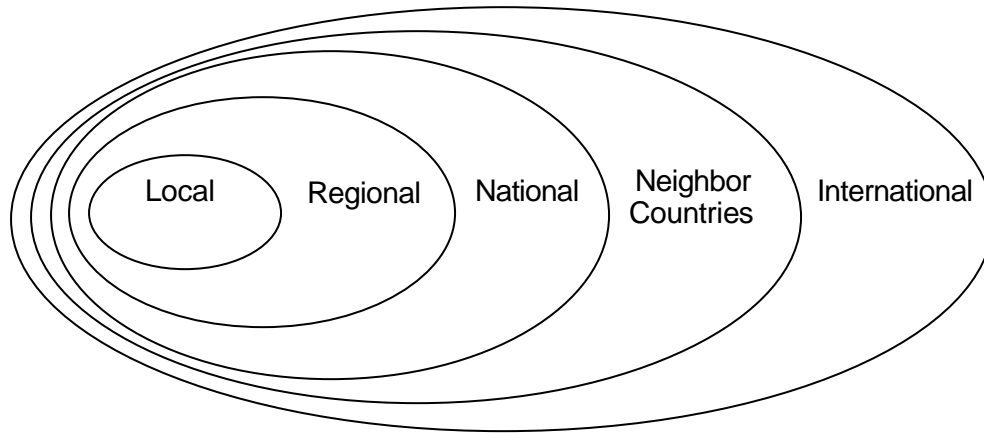 Local
Regional
National
Neighbor
Countries
International